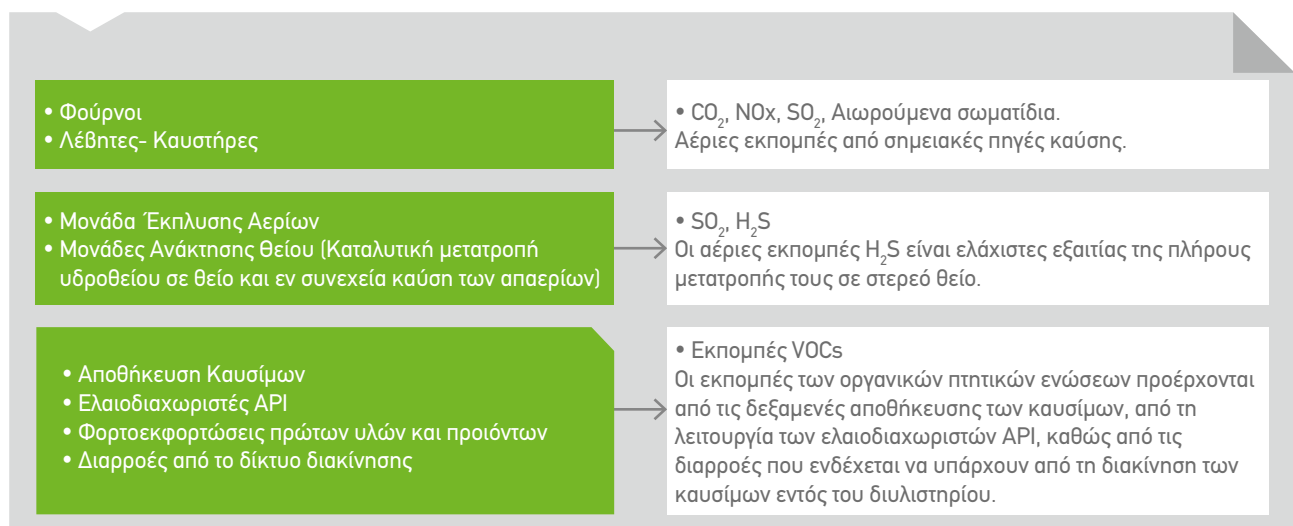 • Φούρνοι
• Λέβητες- Καυστήρες
• CO₂, NOx, SO₂, Αιωρούμενα σωματίδια.
Αέριες εκπομπές από σημειακές πηγές καύσης.
• Μονάδα Έκπλυσης Αερίων
• Μονάδες Ανάκτησης Θείου (Καταλυτική μετατροπή
υδροθείου σε θείο και εν συνεχεία καύση των απαερίων)
• SO₂, H₂S
Οι αέριες εκπομπές H₂S είναι ελάχιστες εξαιτίας της πλήρους
μετατροπής τους σε στερεό θείο.
• Αποθήκευση Καυσίμων
• Ελαιοδιαχωριστές API
• Φορτοεκφορτώσεις πρώτων υλών και προιόντων
• Διαρροές από το δίκτυο διακίνησης
• Εκπομπές VOCs
Οι εκπομπές των οργανικών πτητικών ενώσεων προέρχονται
από τις δεξαμενές αποθήκευσης των καυσίμων, από τη
λειτουργία των ελαιοδιαχωριστών API, καθώς από τις
διαρροές που ενδέχεται να υπάρχουν από τη διακίνηση των
καυσίμων εντός του διυλιστηρίου.